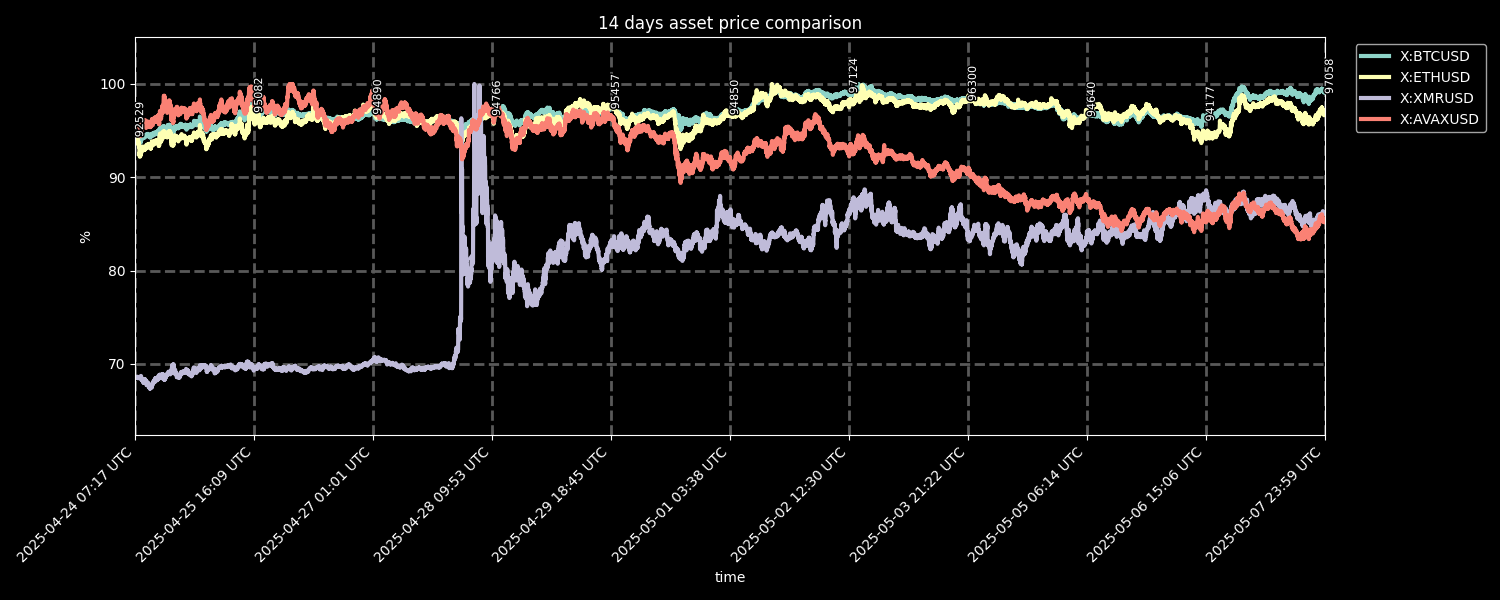 14 days asset price comparison
X:BTCUSD
X:ETHUSD
X:XMRUSD
X:AVAXUSD
100
90
80
70
%
92529
95082
94890
94766
95457
94850
97124
96300
94640
94177
97058
2025-04-24 07:17 UTC
2025-04-25 16:09 UTC
2025-04-27 01:01 UTC
2025-04-28 09:53 UTC
2025-04-29 18:45 UTC
2025-05-01 03:38 UTC
2025-05-02 12:30 UTC
2025-05-03 21:22 UTC
2025-05-05 06:14 UTC
2025-05-06 15:06 UTC
2025-05-07 23:59 UTC
time